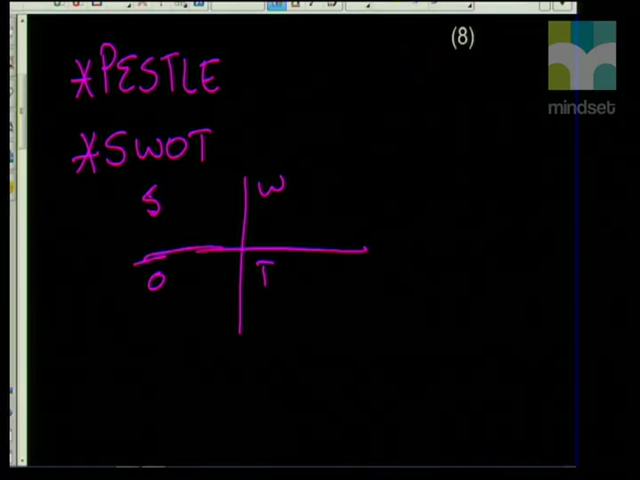 (8)
*PESTLE
*SWOT
S W
O T
mindset